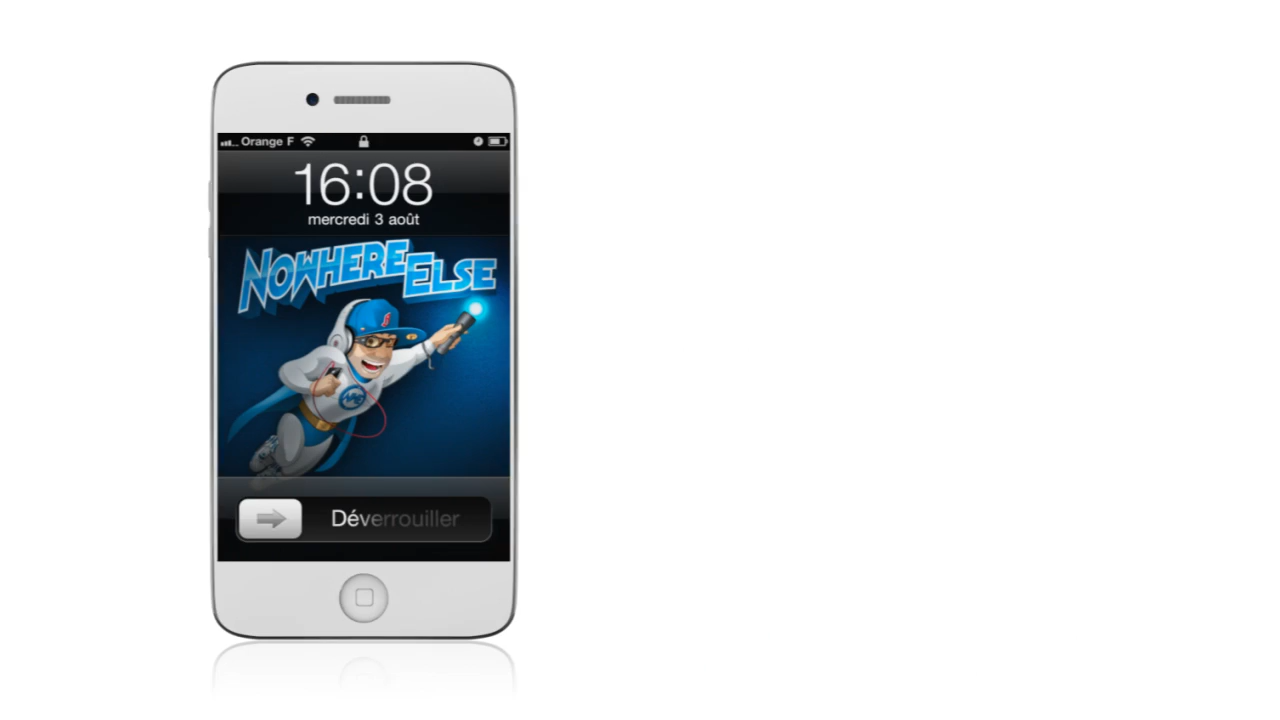 Orange F
16:08
mercredi 3 août
NOWHERE ELSE
Déverrouiller